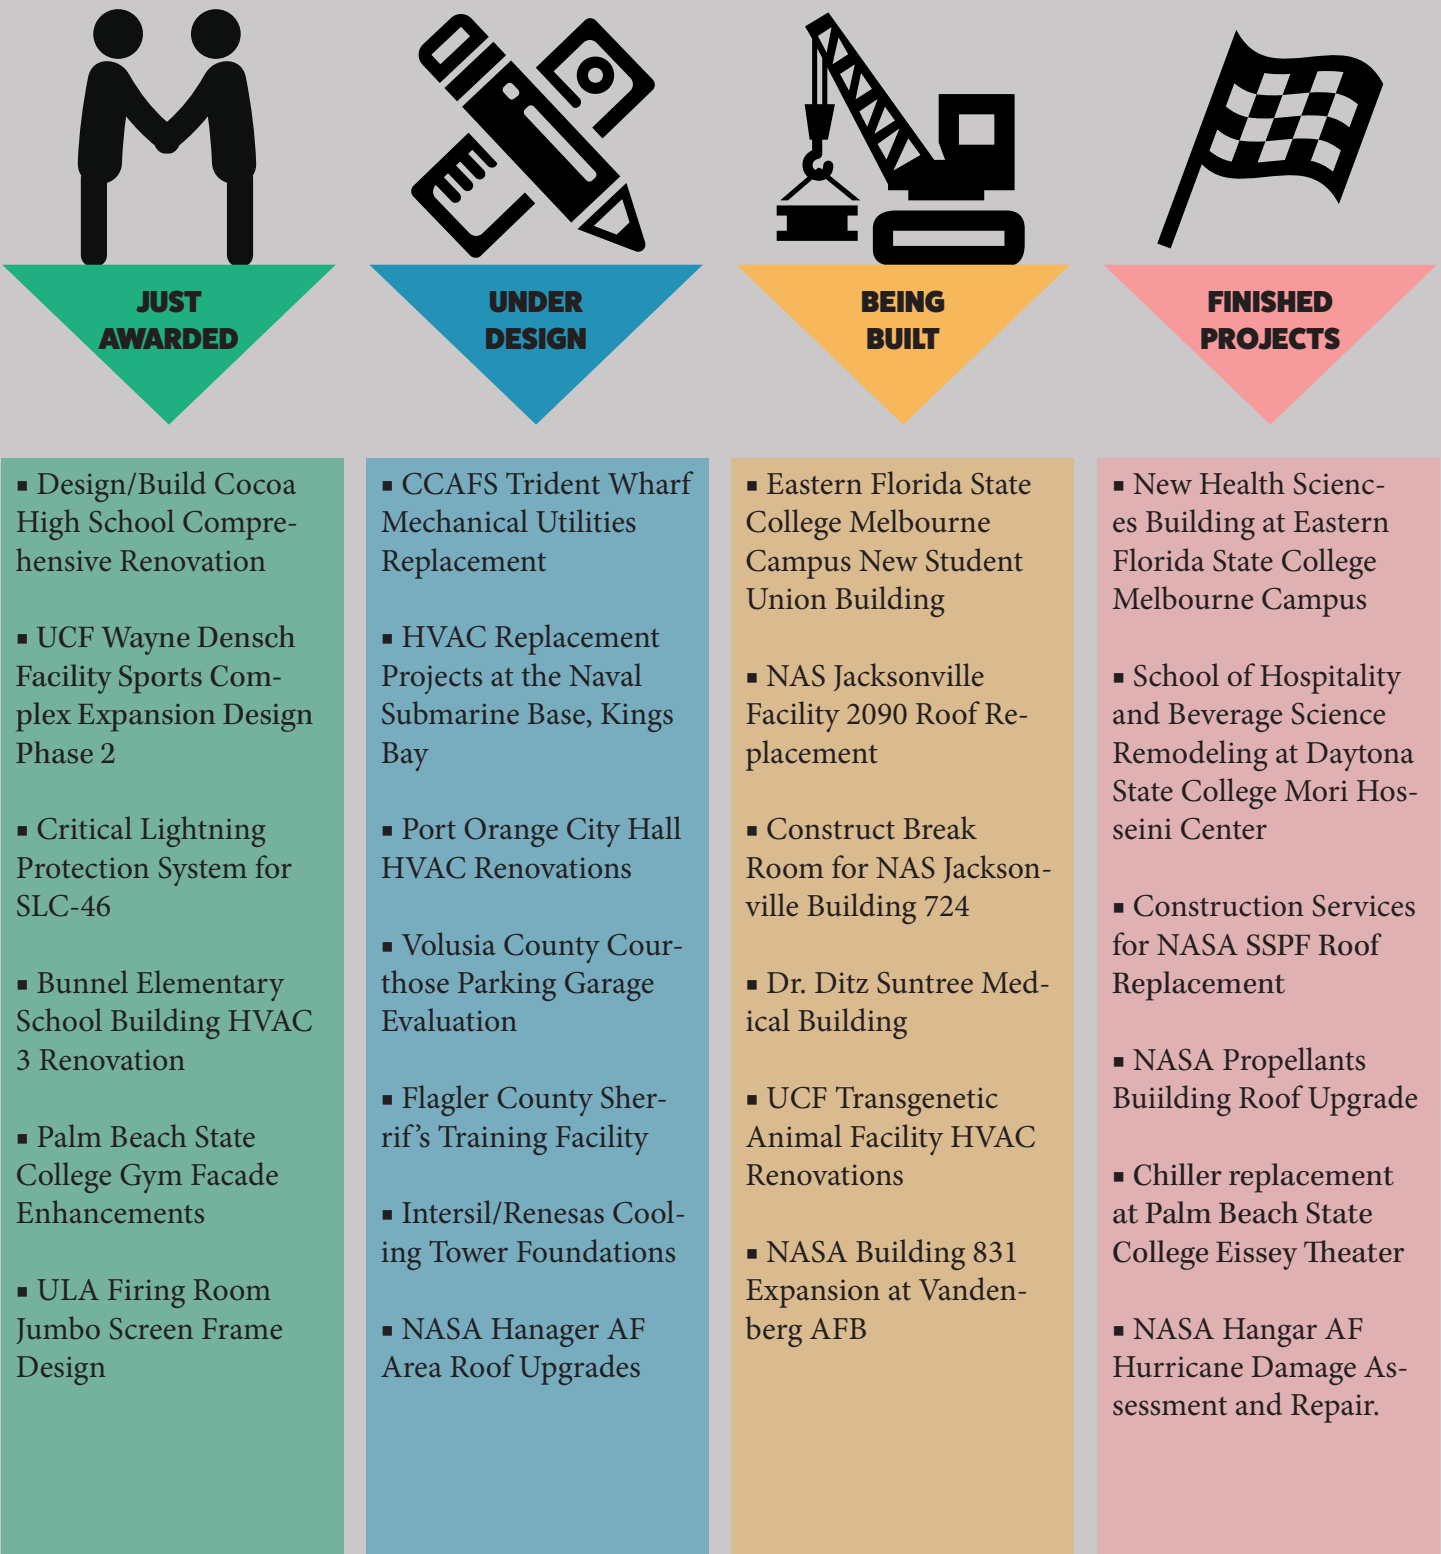 JUST
AWARDED
▪ Design/Build Cocoa
High School Compre-
hensive Renovation
▪ UCF Wayne Densch
Facility Sports Com-
plex Expansion Design
Phase 2
▪ Critical Lightning
Protection System for
SLC-46
▪ Bunnel Elementary
School Building HVAC
3 Renovation
▪ Palm Beach State
College Gym Facade
Enhancements
▪ ULA Firing Room
Jumbo Screen Frame
Design
UNDER
DESIGN
▪ CCAFS Trident Wharf
Mechanical Utilities
Replacement
▪ HVAC Replacement
Projects at the Naval
Submarine Base, Kings
Bay
▪ Port Orange City Hall
HVAC Renovations
▪ Volusia County Cour-
those Parking Garage
Evaluation
▪ Flagler County Sher-
rif's Training Facility
▪ Intersil/Renesas Cool-
ing Tower Foundations
▪ NASA Hanager AF
Area Roof Upgrades
BEING
BUILT
▪ Eastern Florida State
College Melbourne
Campus New Student
Union Building
▪ NAS Jacksonville
Facility 2090 Roof Re-
placement
▪ Construct Break
Room for NAS Jackson-
ville Building 724
▪ Dr. Ditz Suntree Med-
ical Building
▪ UCF Transgenetic
Animal Facility HVAC
Renovations
▪ NASA Building 831
Expansion at Vanden-
berg AFB
FINISHED
PROJECTS
▪ New Health Scienc-
es Building at Eastern
Florida State College
Melbourne Campus
▪ School of Hospitality
and Beverage Science
Remodeling at Daytona
State College Mori Hos-
seini Center
▪ Construction Services
for NASA SSPF Roof
Replacement
▪ NASA Propellants
Buiilding Roof Upgrade
▪ Chiller replacement
at Palm Beach State
College Eissey Theater
▪ NASA Hangar AF
Hurricane Damage As-
sessment and Repair.